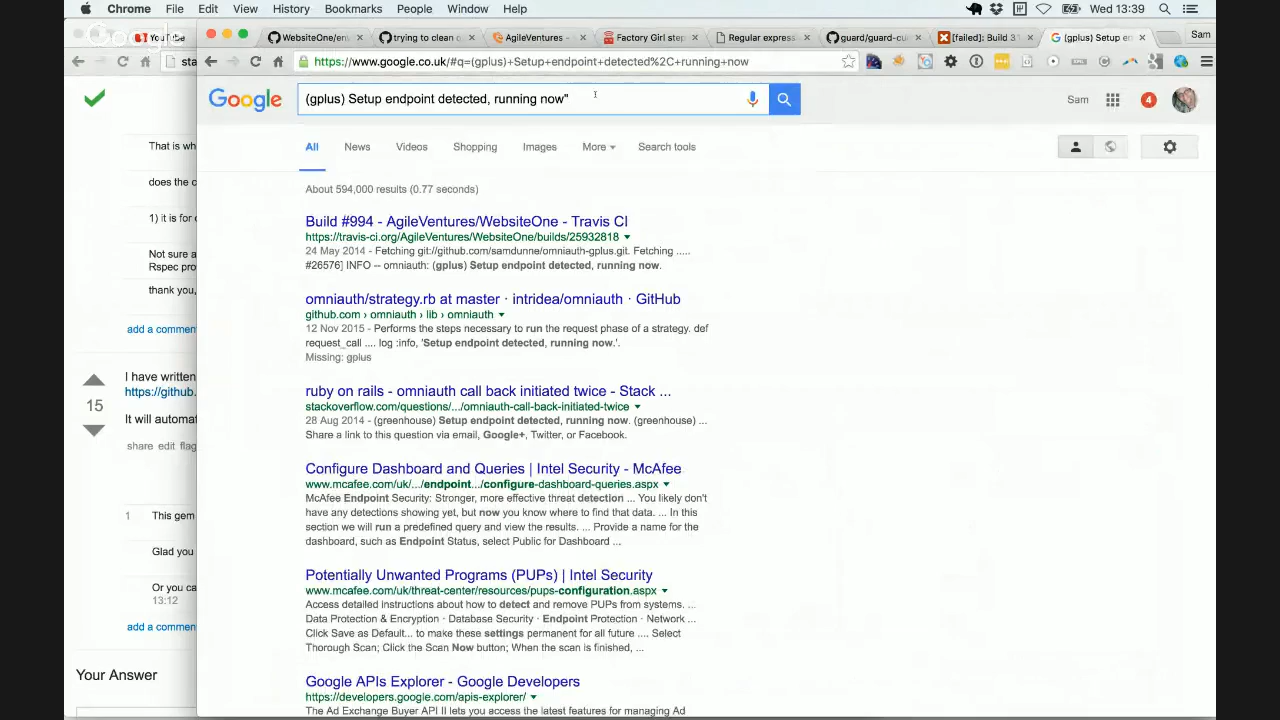 Chrome File Edit View History Bookmarks People Window Help Wed 13:39
Google
YouTube
WebsiteOne/en trying to clean o AgileVentures - Factory Girl step Regular express guard/guard-cu [failed]: Build 31 (gplus) Setup en Sam
https://www.google.co.uk/#q=(gplus)+Setup+endpoint+detected%2C+running+now
sta
Google (gplus) Setup endpoint detected, running now" Sam 4
All News Videos Shopping Images More Search tools
About 594,000 results (0.77 seconds)
Build #994 - AgileVentures/WebsiteOne - Travis CI
https://travis-ci.org/AgileVentures/WebsiteOne/builds/25932818
24 May 2014 - Fetching git://github.com/samdunne/omniauth-gplus.git. Fetching .....
#26576] INFO -- omniauth: (gplus) Setup endpoint detected, running now.
omniauth/strategy.rb at master · intridea/omniauth · GitHub
github.com › omniauth › lib › omniauth
12 Nov 2015 - Performs the steps necessary to run the request phase of a strategy. def
request_call .... log :info, 'Setup endpoint detected, running now.'.
Missing: gplus
ruby on rails - omniauth call back initiated twice - Stack ...
stackoverflow.com/questions/.../omniauth-call-back-initiated-twice
28 Aug 2014 - (greenhouse) Setup endpoint detected, running now. (greenhouse) ...
Share a link to this question via email, Google+, Twitter, or Facebook.
Configure Dashboard and Queries | Intel Security - McAfee
www.mcafee.com/uk/.../endpoint.../configure-dashboard-queries.aspx
McAfee Endpoint Security: Stronger, more effective threat detection ... You likely don't
have any detections showing yet, but now you know where to find that data. ... In this
section we will run a predefined query and view the results. ... Provide a name for the
dashboard, such as Endpoint Status, select Public for Dashboard ...
Potentially Unwanted Programs (PUPs) | Intel Security
www.mcafee.com/uk/threat-center/resources/pups-configuration.aspx
Access detailed instructions about how to detect and remove PUPs from systems. ...
Data Protection & Encryption · Database Security · Endpoint Protection · Network ...
Click Save as Default... to make these settings permanent for all future .... Select
Thorough Scan; Click the Scan Now button; When the scan is finished, ...
Google APIs Explorer - Google Developers
https://developers.google.com/apis-explorer/
The Ad Exchange Buyer API II lets you access the latest features for managing Ad
That is wh
does the c
1) it is for
Not sure a
Rspec pro
thank you,
add a commen
I have written
https://github.
15
It will automat
share edit flag
1 This gem
Glad you
Or you ca
13:12
add a commen
Your Answer